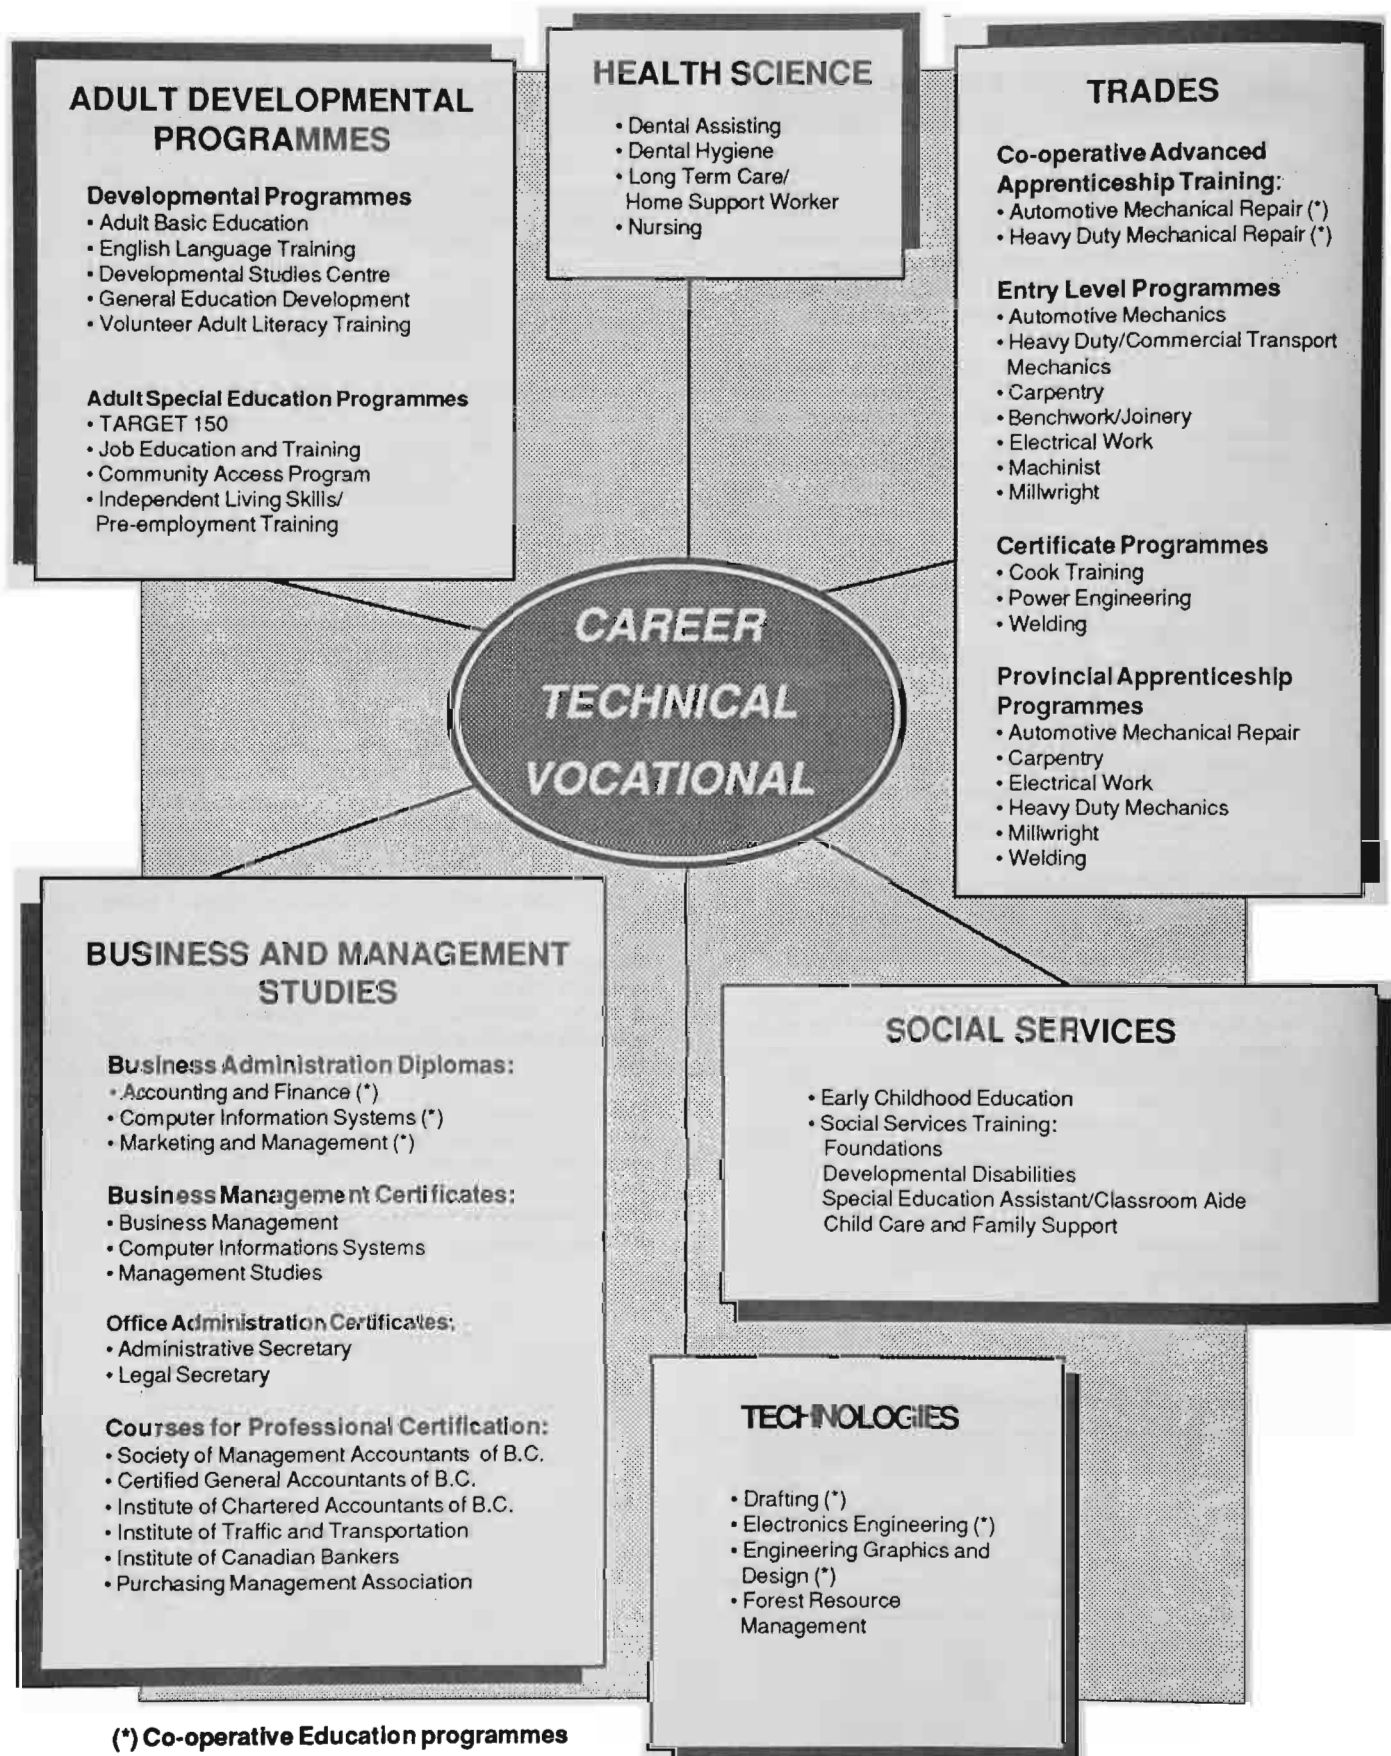 ADULT DEVELOPMENTAL
PROGRAMMES
Developmental Programmes
• Adult Basic Education
• English Language Training
• Developmental Studies Centre
• General Education Development
• Volunteer Adult Literacy Training
Adult Special Education Programmes
• TARGET 150
• Job Education and Training
• Community Access Program
• Independent Living Skills/
Pre-employment Training
HEALTH SCIENCE
• Dental Assisting
• Dental Hygiene
• Long Term Care/
Home Support Worker
• Nursing
TRADES
Co-operative Advanced
Apprenticeship Training:
• Automotive Mechanical Repair (*)
• Heavy Duty Mechanical Repair (*)
Entry Level Programmes
• Automotive Mechanics
• Heavy Duty/Commercial Transport
Mechanics
• Carpentry
• Benchwork/Joinery
• Electrical Work
• Machinist
• Millwright
Certificate Programmes
• Cook Training
• Power Engineering
• Welding
Provincial Apprenticeship
Programmes
• Automotive Mechanical Repair
• Carpentry
• Electrical Work
• Heavy Duty Mechanics
• Millwright
• Welding
CAREER
TECHNICAL
VOCATIONAL
BUSINESS AND MANAGEMENT
STUDIES
Business Administration Diplomas:
• Accounting and Finance (*)
• Computer Information Systems (*)
• Marketing and Management (*)
Business Management Certificates:
• Business Management
• Computer Informations Systems
• Management Studies
Office Administration Certificates:
• Administrative Secretary
• Legal Secretary
Courses for Professional Certification:
• Society of Management Accountants of B.C.
• Certified General Accountants of B.C.
• Institute of Chartered Accountants of B.C.
• Institute of Traffic and Transportation
• Institute of Canadian Bankers
• Purchasing Management Association
SOCIAL SERVICES
• Early Childhood Education
• Social Services Training:
Foundations
Developmental Disabilities
Special Education Assistant/Classroom Aide
Child Care and Family Support
TECHNOLOGIES
• Drafting (*)
• Electronics Engineering (*)
• Engineering Graphics and
Design (*)
• Forest Resource
Management
(*) Co-operative Education programmes